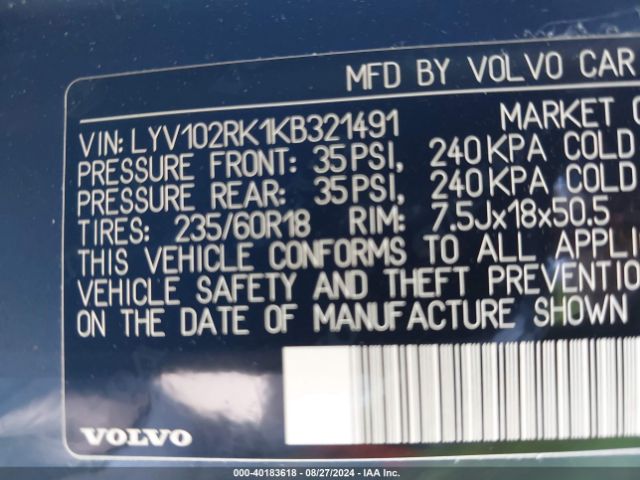 MFD BY VOLVO CAR
VIN: LYV102RK1KB321491 MARKET
PRESSURE FRONT: 35PSI, 240KPA COLD
PRESSURE REAR: 35PSI, 240KPA COLD
TIRES: 235/60R18 RIM: 7.5Jx18x50.5
THIS VEHICLE CONFORMS TO ALL
VEHICLE SAFETY AND THEFT PREVENTION
ON THE DATE OF MANUFACTURE SHOWN
VOLVO
000-40183618 - 08/27/2024 - IAA Inc.